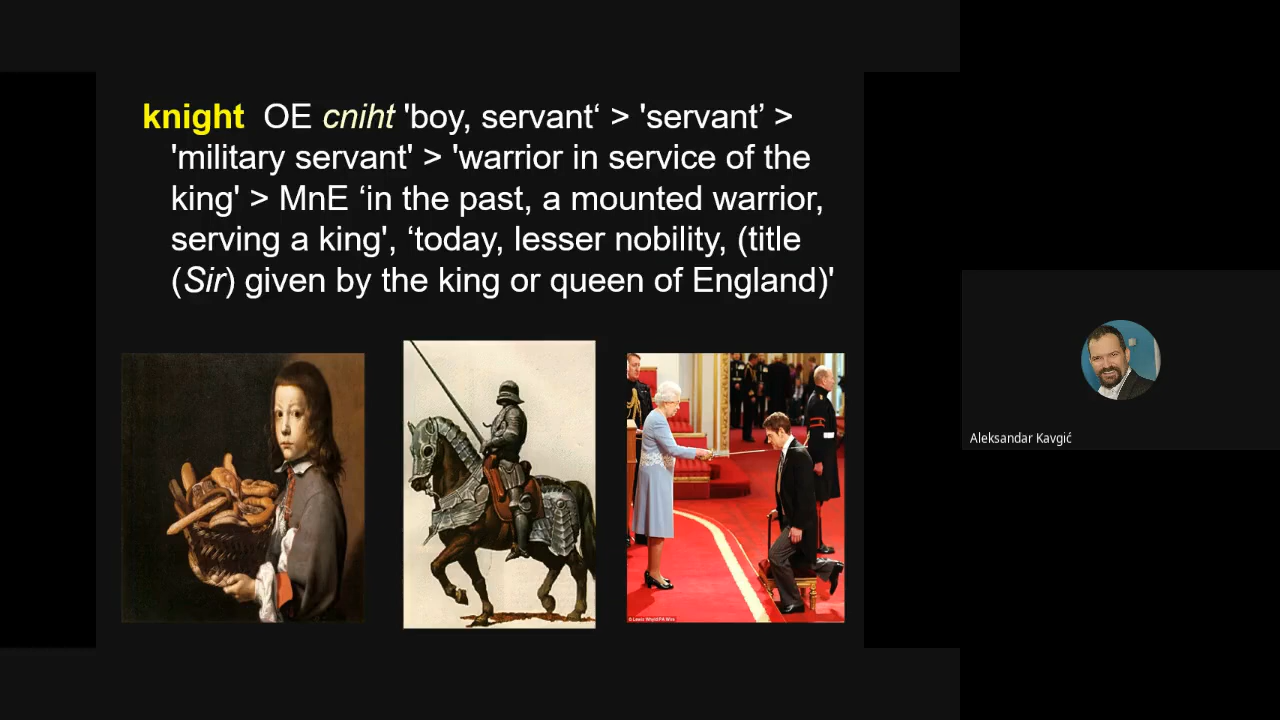 knight OE cniht 'boy, servant‘ > 'servant’ >
'military servant' > 'warrior in service of the
king' > MnE ‘in the past, a mounted warrior,
serving a king', ‘today, lesser nobility, (title
(Sir) given by the king or queen of England)'
Aleksandar Kavgić